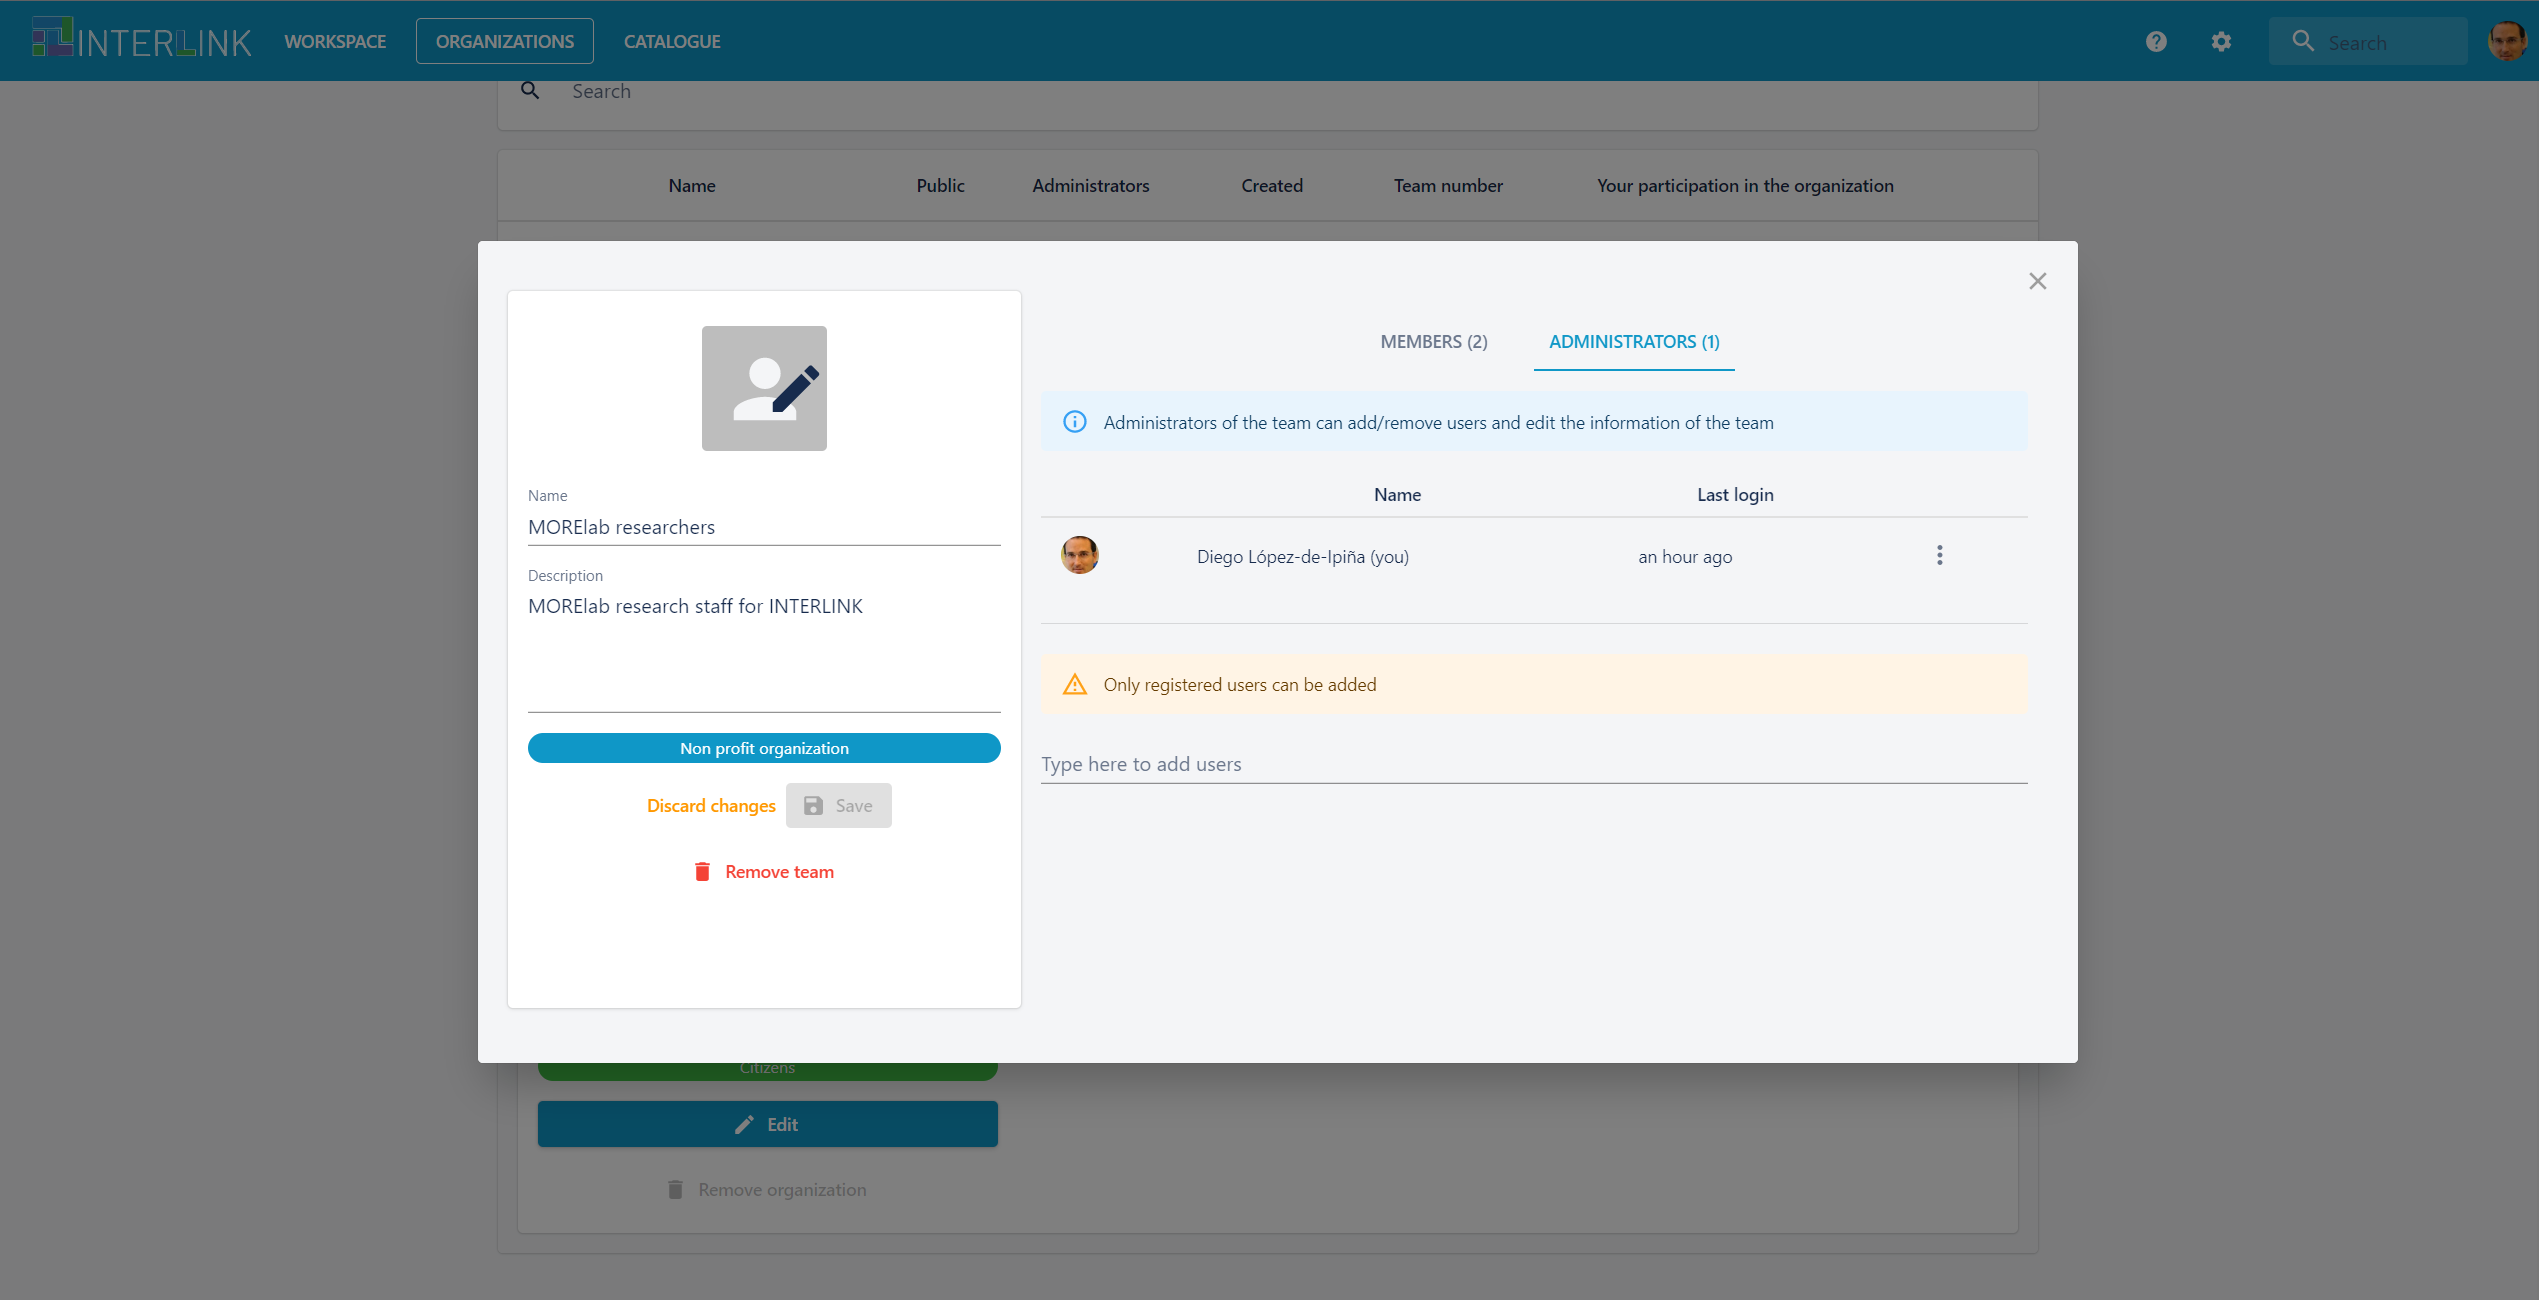 INTERLINK
WORKSPACE
ORGANIZATIONS
CATALOGUE
Search
Search
Name
Public
Administrators
Created
Team number
Your participation in the organization
Name
MORElab researchers
Description
MORElab research staff for INTERLINK
Non profit organization
Discard changes
Save
Remove team
MEMBERS (2)
ADMINISTRATORS (1)
Administrators of the team can add/remove users and edit the information of the team
Name
Last login
Diego López-de-Ipiña (you)
an hour ago
Only registered users can be added
Type here to add users
Citizens
Edit
Remove organization